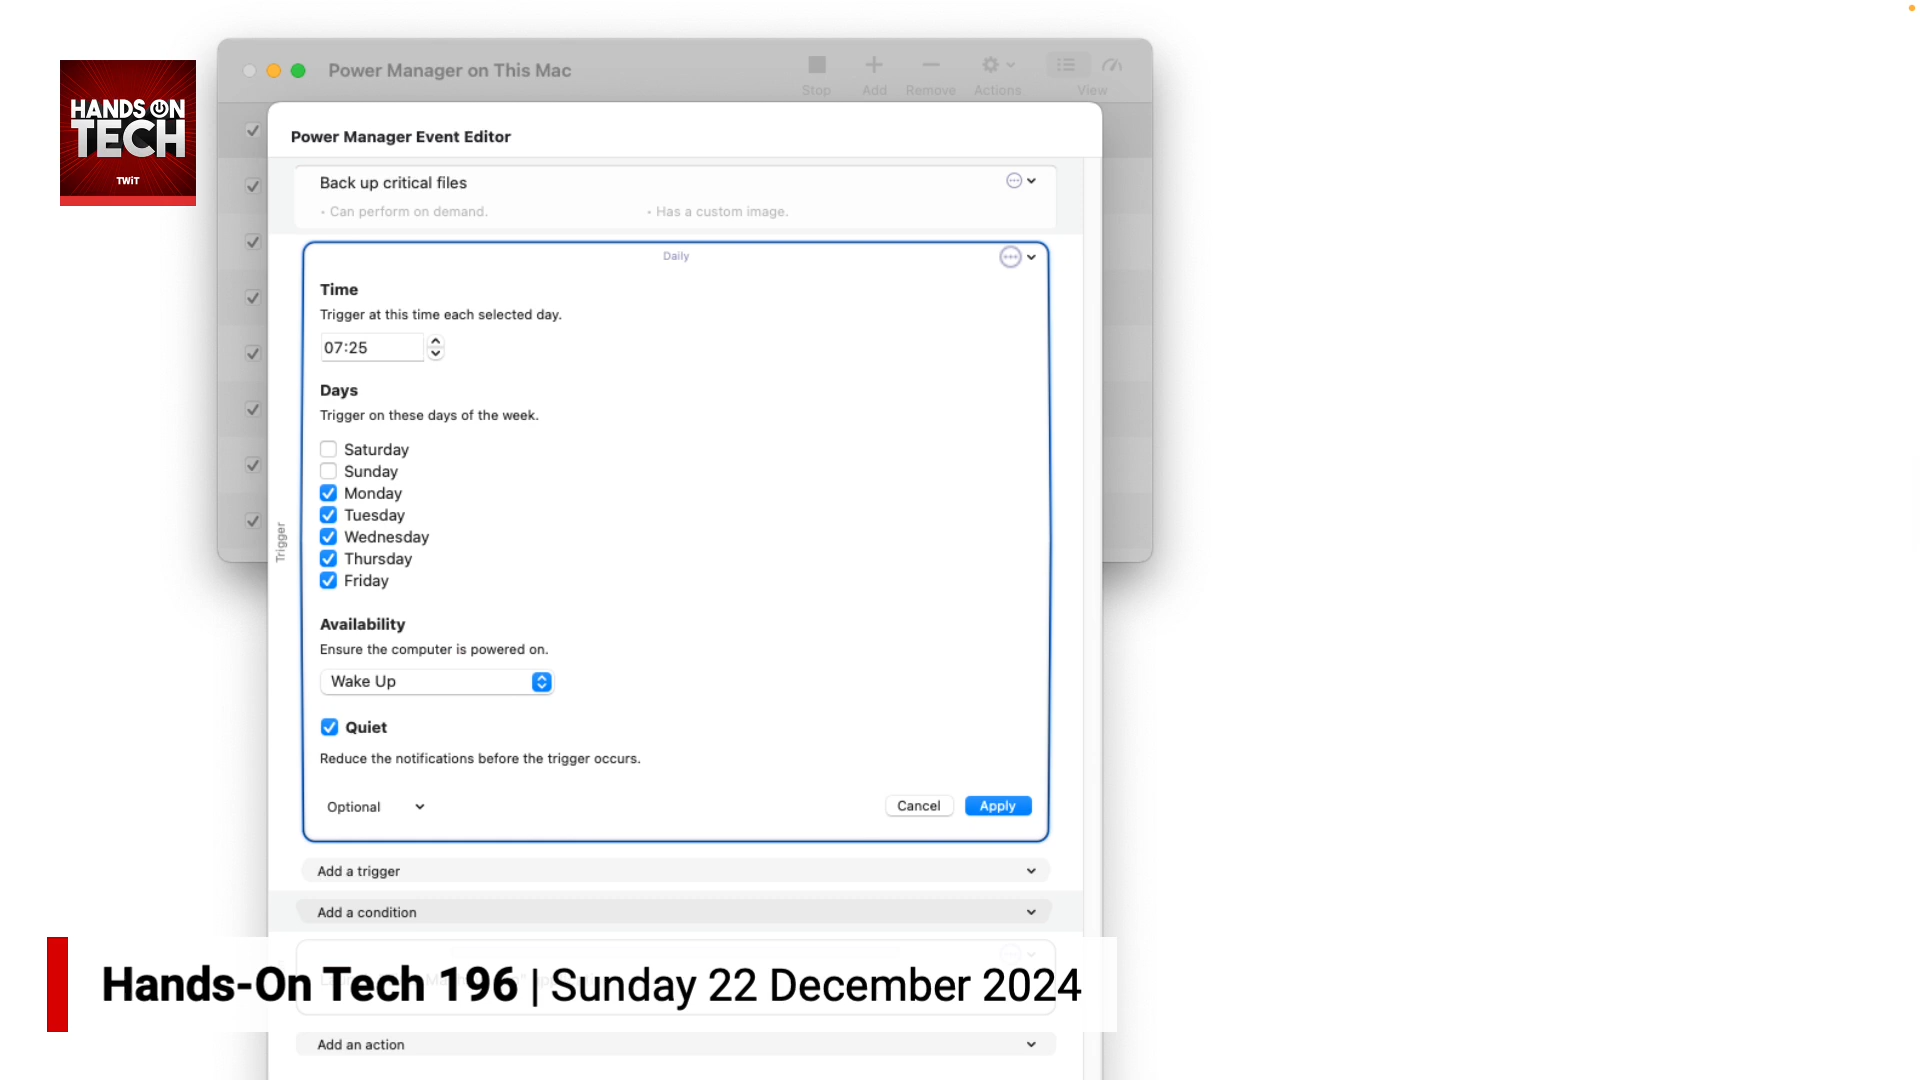 HANDS ON
TECH
TWiT
Power Manager on This Mac
Stop
Add
Remove
Actions
View
Power Manager Event Editor
Back up critical files
• Can perform on demand.
• Has a custom image.
Daily
Time
Trigger at this time each selected day.
07:25
Days
Trigger on these days of the week.
Saturday
Sunday
Monday
Tuesday
Wednesday
Thursday
Friday
Trigger
Availability
Ensure the computer is powered on.
Wake Up
Quiet
Reduce the notifications before the trigger occurs.
Optional
Cancel
Apply
Add a trigger
Add a condition
Hands-On Tech 196 | Sunday 22 December 2024
Add an action